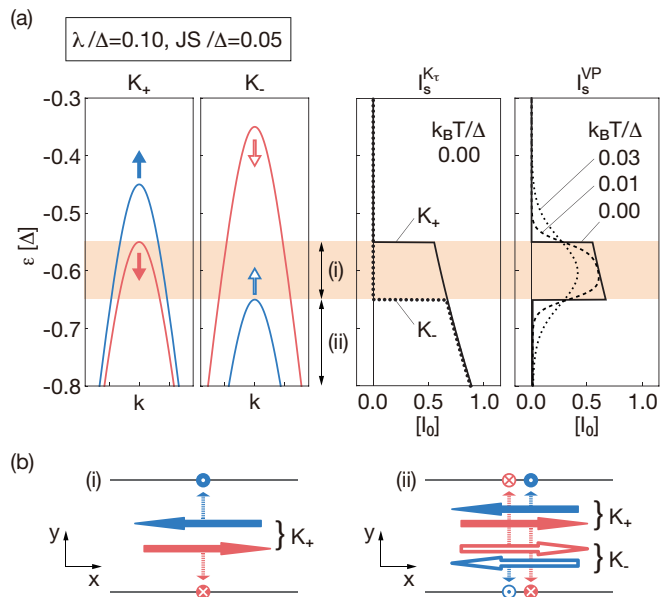 (a)
λ/Δ=0.10, JS/Δ=0.05
K₊ K₋ Iₛ^Kτ Iₛ^VP
-0.3
-0.4
-0.5
-0.6
-0.7
-0.8
ε [Δ]
k k
(i)
(ii)
k_BT/Δ
0.00
K₊
K₋
0.0 0.5 1.0
[I₀]
k_BT/Δ
0.03
0.01
0.00
0.0 0.5 1.0
[I₀]
(b)
(i)
y
x
K₊
(ii)
y
x
K₊
K₋